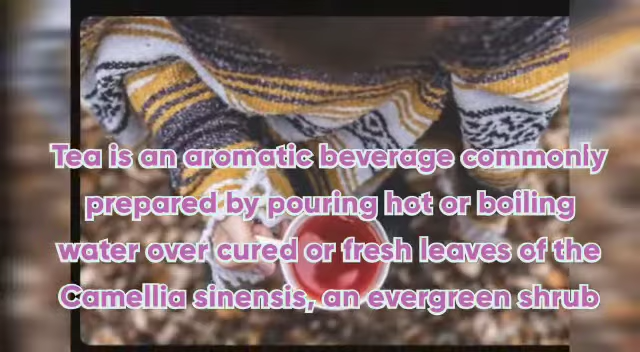 Tea is an aromatic beverage commonly
prepared by pouring hot or boiling
water over cured or fresh leaves of the
Camellia sinensis, an evergreen shrub